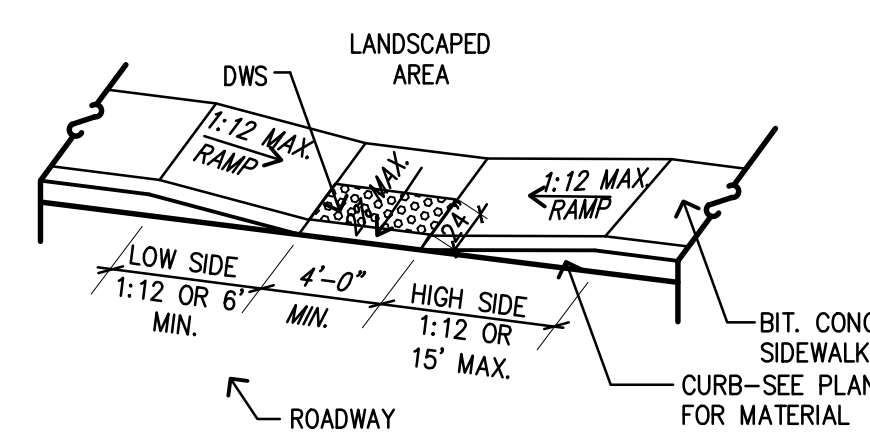 LANDSCAPED
AREA
DWS
1:12 MAX.
RAMP
2% MAX.
24"
1:12 MAX.
RAMP
LOW SIDE
1:12 OR 6'
MIN.
4'-0"
MIN.
HIGH SIDE
1:12 OR
15' MAX.
BIT. CONC
SIDEWALK
CURB-SEE PLAN
FOR MATERIAL
ROADWAY